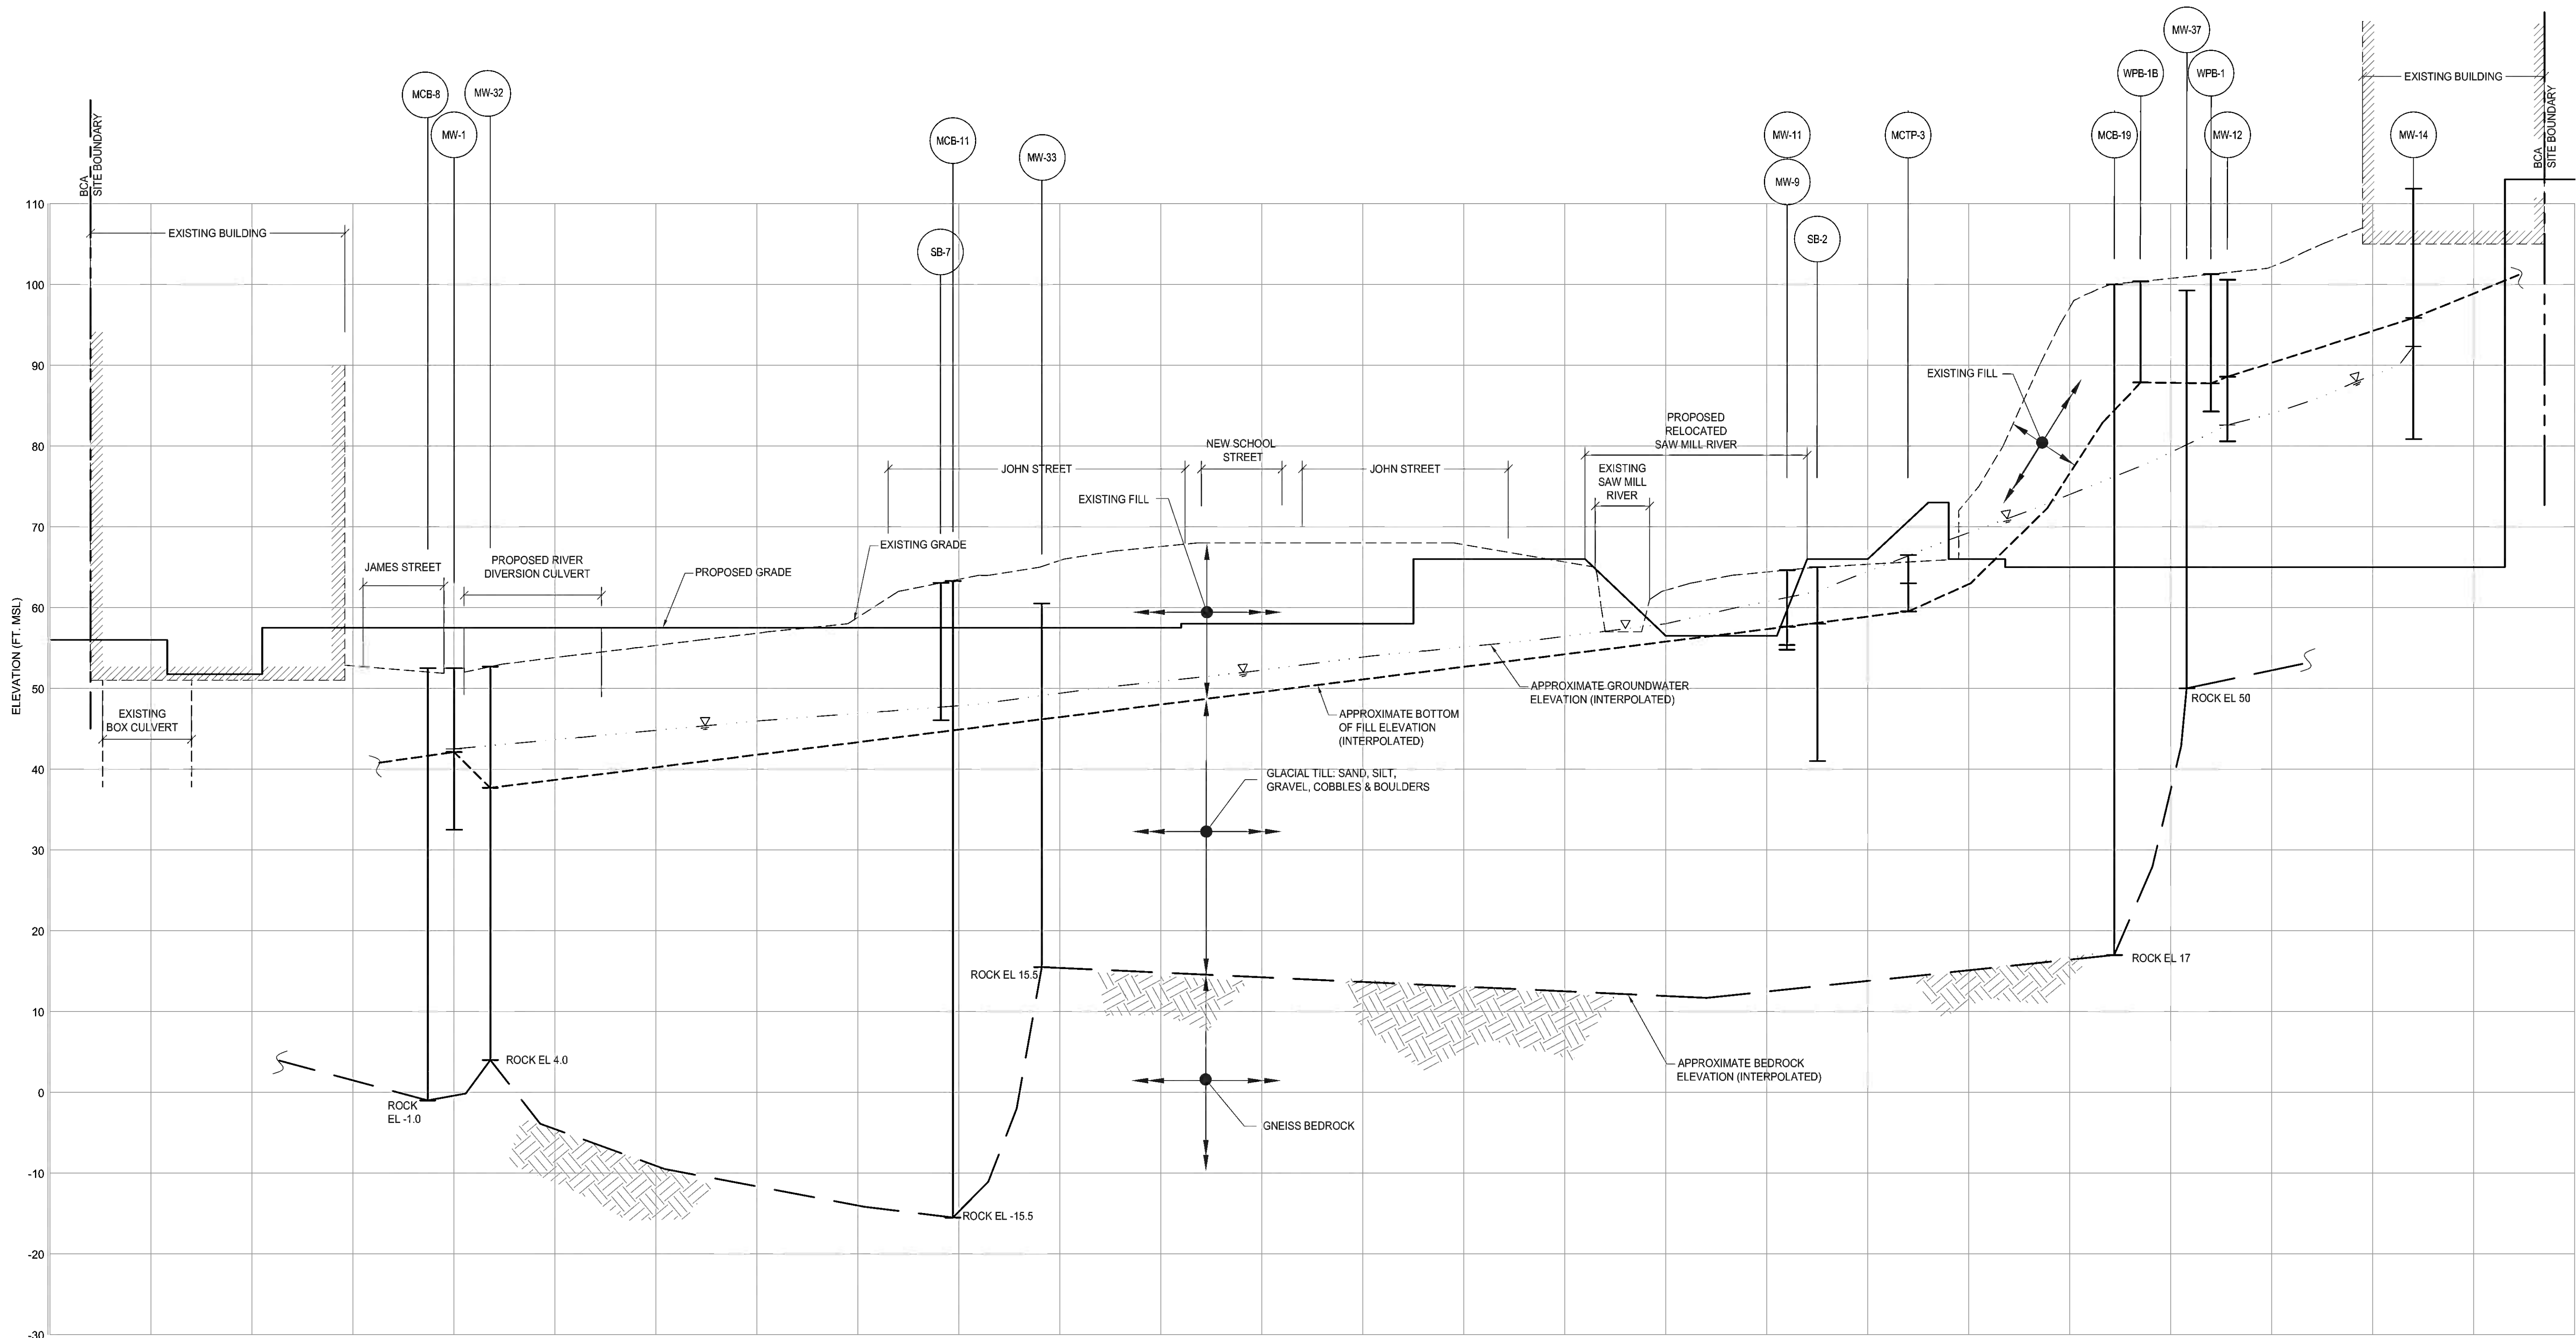 MW-37
WPB-1B
WPB-1
EXISTING BUILDING
MCB-8
MW-32
MW-1
MCB-11
MW-33
MW-11
MW-9
MCTP-3
MCB-19
MW-12
MW-14
BCA
SITE BOUNDARY
BCA
SITE BOUNDARY
110
EXISTING BUILDING
SB-7
SB-2
100
90
EXISTING FILL
80
PROPOSED
RELOCATED
SAW MILL RIVER
NEW SCHOOL
STREET
JOHN STREET
JOHN STREET
EXISTING
SAW MILL
RIVER
EXISTING FILL
70
EXISTING GRADE
JAMES STREET
PROPOSED RIVER
DIVERSION CULVERT
PROPOSED GRADE
60
ELEVATION (FT. MSL)
50
APPROXIMATE GROUNDWATER
ELEVATION (INTERPOLATED)
ROCK EL 50
EXISTING
BOX CULVERT
APPROXIMATE BOTTOM
OF FILL ELEVATION
(INTERPOLATED)
40
GLACIAL TILL: SAND, SILT,
GRAVEL, COBBLES & BOULDERS
30
20
ROCK EL 15.5
ROCK EL 17
10
ROCK EL 4.0
APPROXIMATE BEDROCK
ELEVATION (INTERPOLATED)
0
ROCK
EL -1.0
GNEISS BEDROCK
-10
ROCK EL -15.5
-20
-30